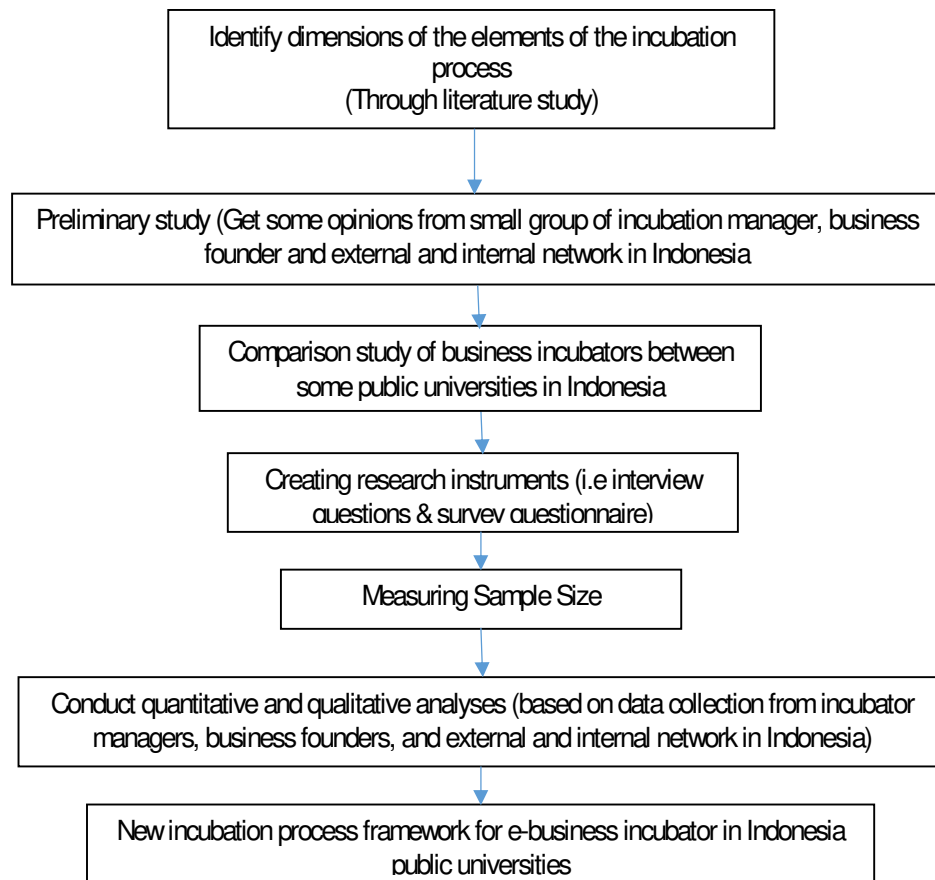 Identify dimensions of the elements of the incubation
process
(Through literature study)
Preliminary study (Get some opinions from small group of incubation manager, business
founder and external and internal network in Indonesia
Comparison study of business incubators between
some public universities in Indonesia
Creating research instruments (i.e interview
questions & survey questionnaire)
Measuring Sample Size
Conduct quantitative and qualitative analyses (based on data collection from incubator
managers, business founders, and external and internal network in Indonesia)
New incubation process framework for e-business incubator in Indonesia
public universities